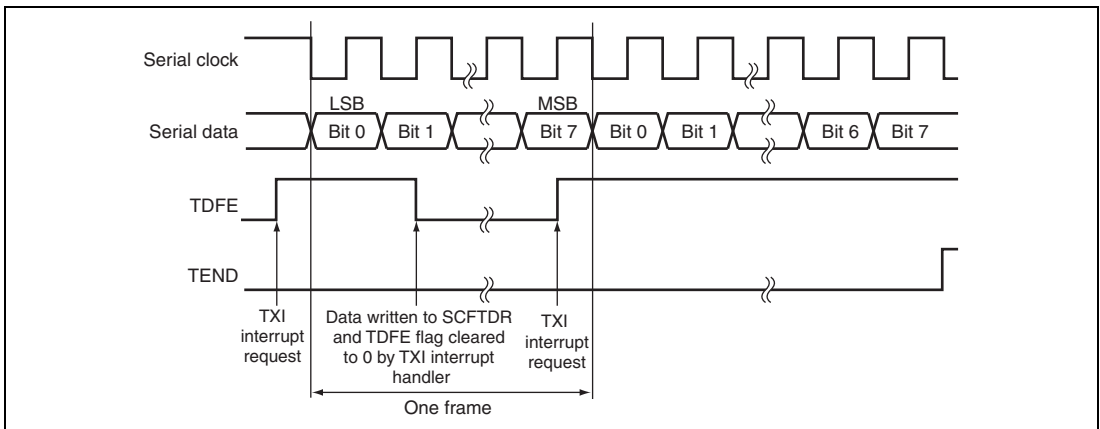 Serial clock
LSB
MSB
Serial data
Bit 0
Bit 1
Bit 7
Bit 0
Bit 1
Bit 6
Bit 7
TDFE
TEND
TXI
interrupt
request
Data written to SCFTDR
and TDFE flag cleared
to 0 by TXI interrupt
handler
TXI
interrupt
request
One frame